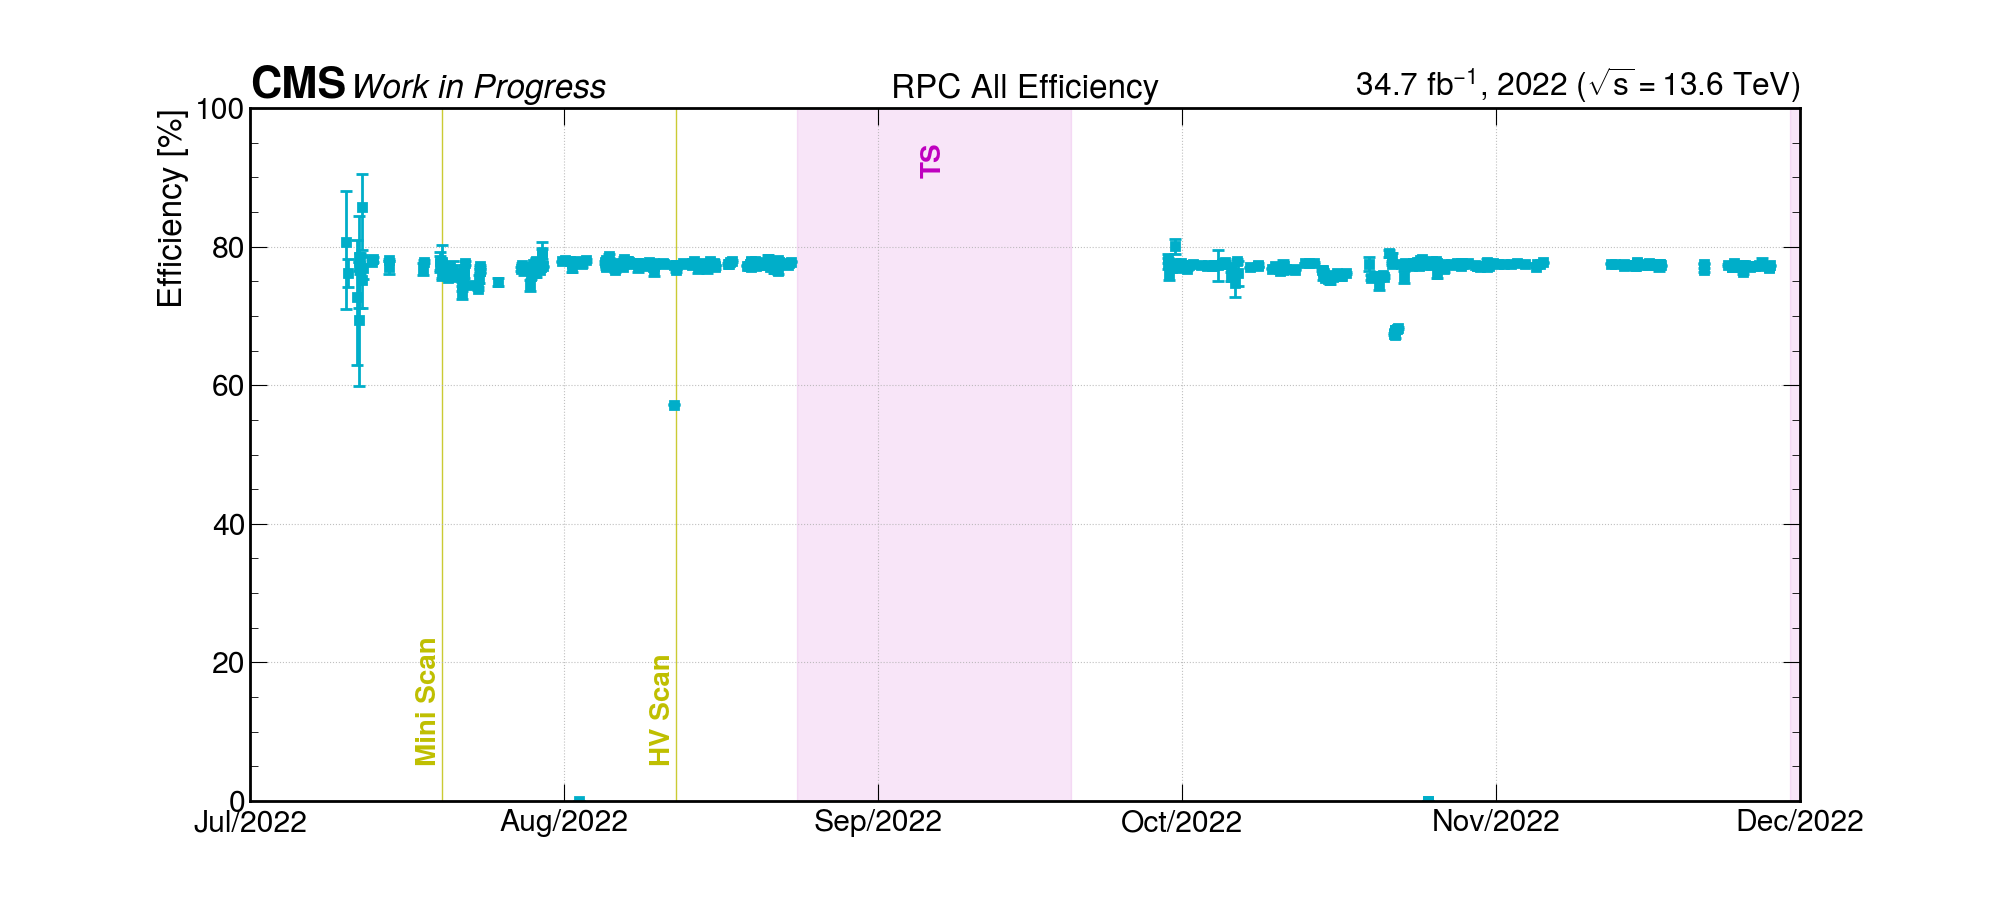 CMS Work in Progress
RPC All Efficiency
34.7 fb⁻¹, 2022 (√s = 13.6 TeV)
Efficiency [%]
100
80
60
40
20
0
TS
Mini Scan
HV Scan
Jul/2022
Aug/2022
Sep/2022
Oct/2022
Nov/2022
Dec/2022